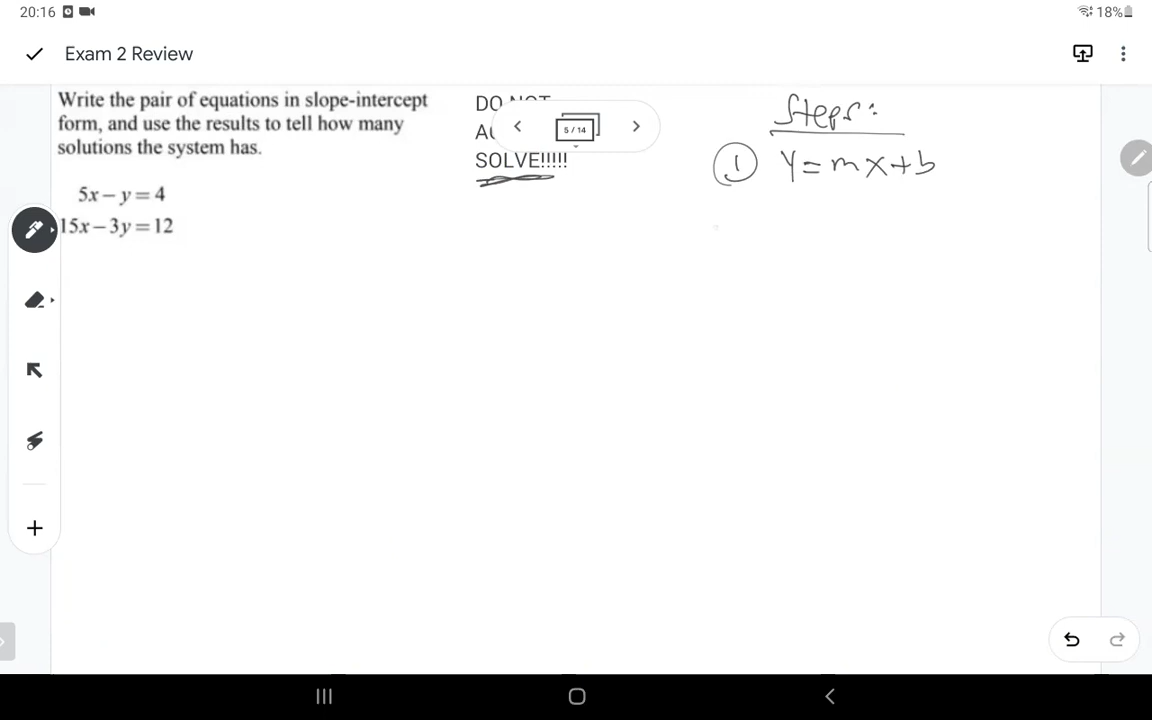 20:16
18%
Exam 2 Review
Write the pair of equations in slope-intercept
form, and use the results to tell how many
solutions the system has.
5x – y = 4
15x – 3y = 12
DO NOT
SOLVE!!!!!
5 / 14
Steps:
① y=mx+b